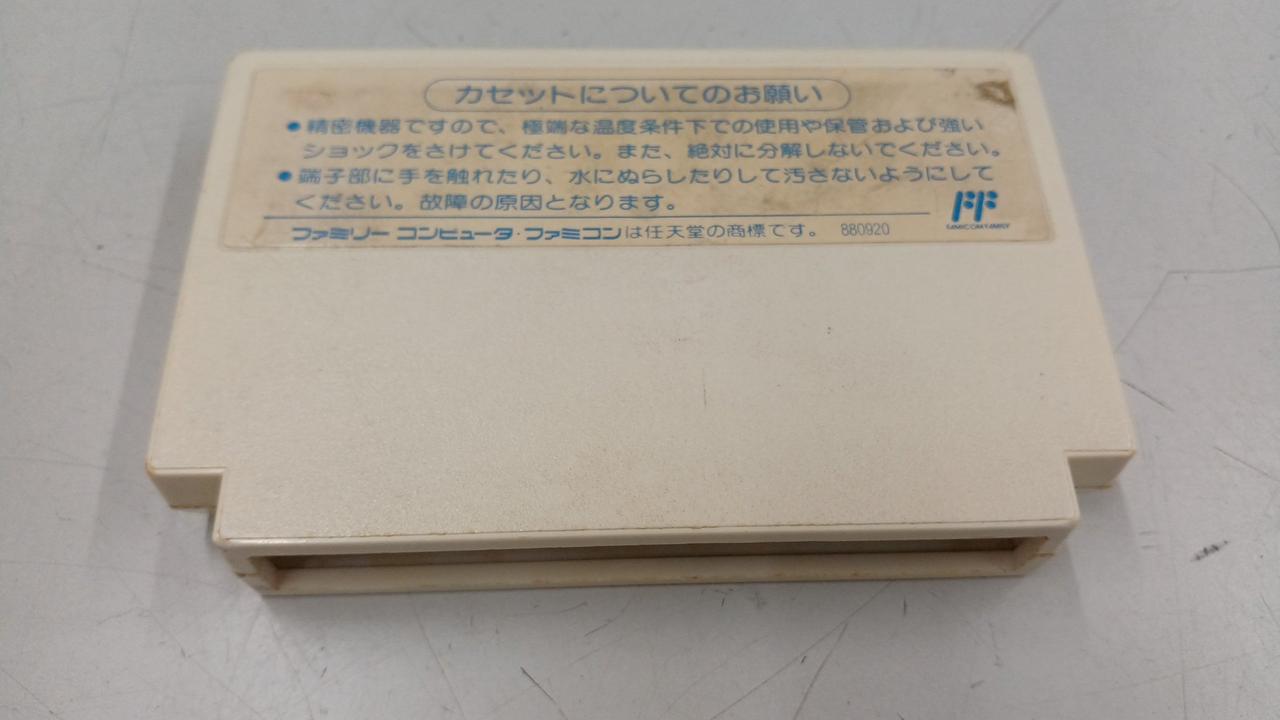 カセットについてのお願い
●精密機器ですので、極端な温度条件下での使用や保管および強い
ショックをさけてください。また、絶対に分解しないでください。
●端子部に手を触れたり、水にぬらしたりして汚さないようにして
ください。故障の原因となります。
FF
FAMICOM FAMILY
ファミリー コンピュータ・ファミコンは任天堂の商標です。 880920